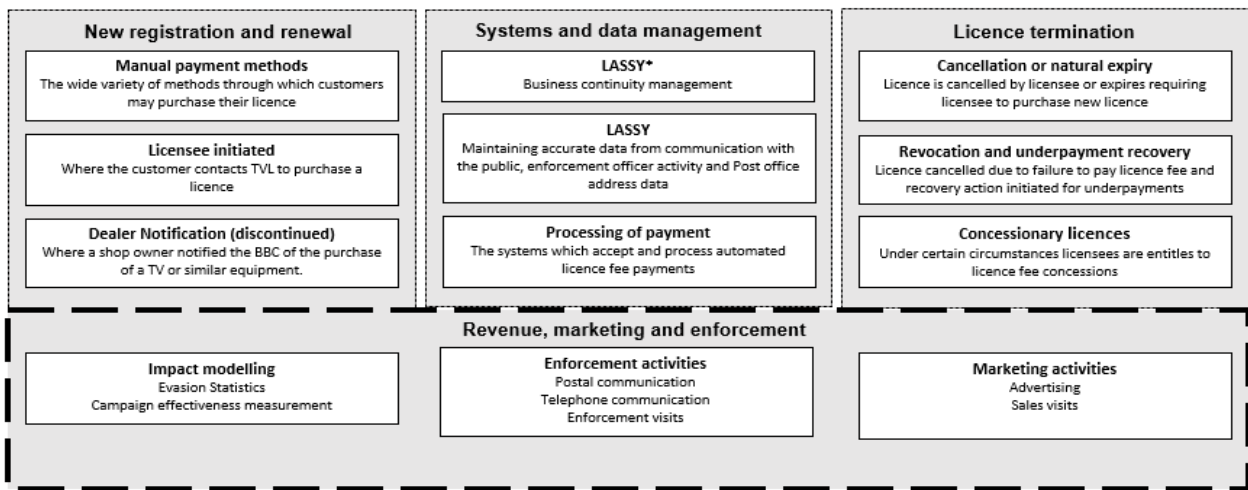 New registration and renewal
Manual payment methods
The wide variety of methods through which customers
may purchase their licence
Licensee initiated
Where the customer contacts TVL to purchase a
licence
Dealer Notification (discontinued)
Where a shop owner notified the BBC of the purchase
of a TV or similar equipment.
Systems and data management
LASSY*
Business continuity management
LASSY
Maintaining accurate data from communication with
the public, enforcement officer activity and Post office
address data
Processing of payment
The systems which accept and process automated
licence fee payments
Licence termination
Cancellation or natural expiry
Licence is cancelled by licensee or expires requiring
licensee to purchase new licence
Revocation and underpayment recovery
Licence cancelled due to failure to pay licence fee and
recovery action initiated for underpayments
Concessionary licences
Under certain circumstances licensees are entitles to
licence fee concessions
Revenue, marketing and enforcement
Impact modelling
Evasion Statistics
Campaign effectiveness measurement
Enforcement activities
Postal communication
Telephone communication
Enforcement visits
Marketing activities
Advertising
Sales visits